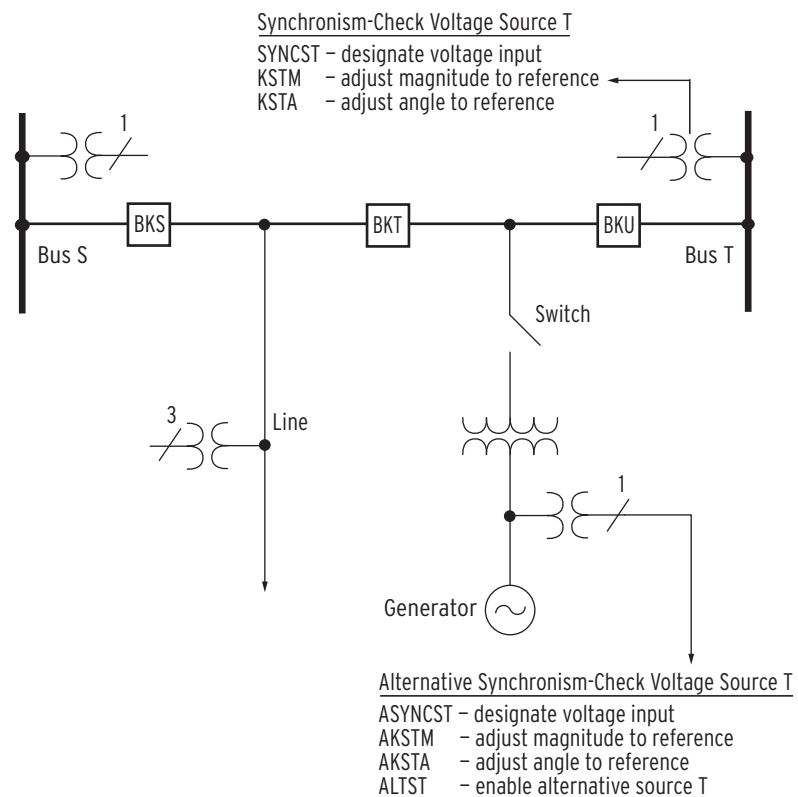 Synchronism-Check Voltage Source T
SYNCST – designate voltage input
KSTM – adjust magnitude to reference
KSTA – adjust angle to reference
1
1
BKS
BKT
BKU
Bus S
Bus T
Switch
3
Line
1
Generator
Alternative Synchronism-Check Voltage Source T
ASYNCST – designate voltage input
AKSTM – adjust magnitude to reference
AKSTA – adjust angle to reference
ALTST – enable alternative source T